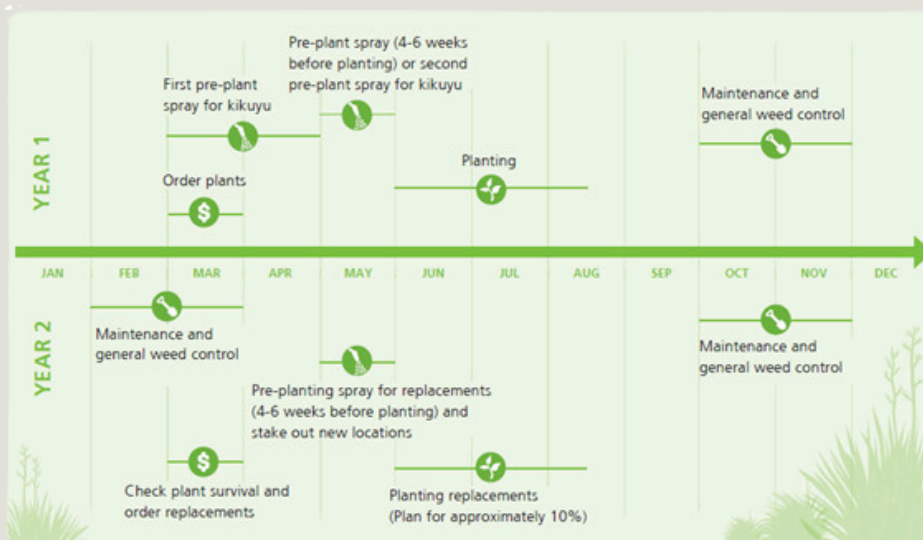 YEAR 1
First pre-plant
spray for kikuyu
Pre-plant spray (4-6 weeks
before planting) or second
pre-plant spray for kikuyu
Order plants
$
Planting
Maintenance and
general weed control
JAN FEB MAR APR MAY JUN JUL AUG SEP OCT NOV DEC
YEAR 2
Maintenance and
general weed control
Pre-planting spray for replacements
(4-6 weeks before planting) and
stake out new locations
$
Check plant survival and
order replacements
Planting replacements
(Plan for approximately 10%)
Maintenance and
general weed control